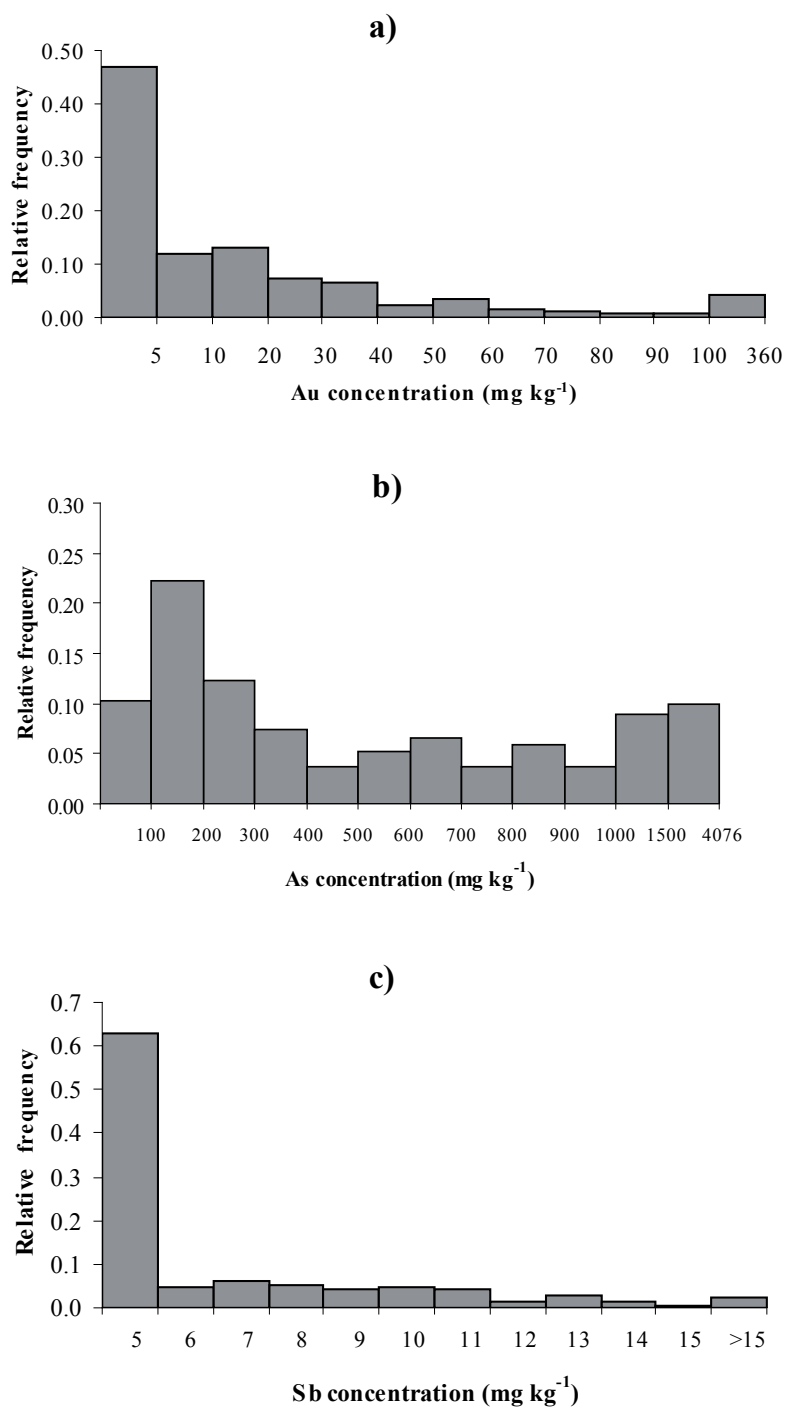 a)
0.50
0.40
0.30
0.20
0.10
0.00
Relative frequency
5 10 20 30 40 50 60 70 80 90 100 360
Au concentration (mg kg-1)
b)
0.30
0.25
0.20
0.15
0.10
0.05
0.00
Relative frequency
100 200 300 400 500 600 700 800 900 1000 1500 4076
As concentration (mg kg-1)
c)
0.7
0.6
0.5
0.4
0.3
0.2
0.1
0.0
Relative frequency
5 6 7 8 9 10 11 12 13 14 15 >15
Sb concentration (mg kg-1)